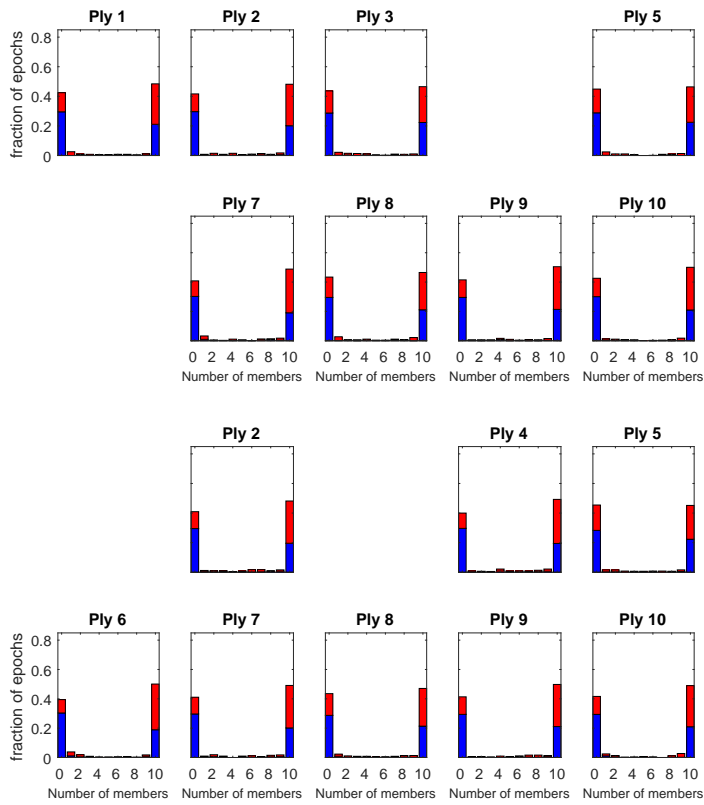 Ply 1 Ply 2 Ply 3 Ply 5
0.8
0.6
0.4
0.2
0
fraction of epochs
Ply 7 Ply 8 Ply 9 Ply 10
0 2 4 6 8 10 0 2 4 6 8 10 0 2 4 6 8 10 0 2 4 6 8 10
Number of members Number of members Number of members Number of members
Ply 2 Ply 4 Ply 5
Ply 6 Ply 7 Ply 8 Ply 9 Ply 10
0.8
0.6
0.4
0.2
0
fraction of epochs
0 2 4 6 8 10 0 2 4 6 8 10 0 2 4 6 8 10 0 2 4 6 8 10 0 2 4 6 8 10
Number of members Number of members Number of members Number of members Number of members